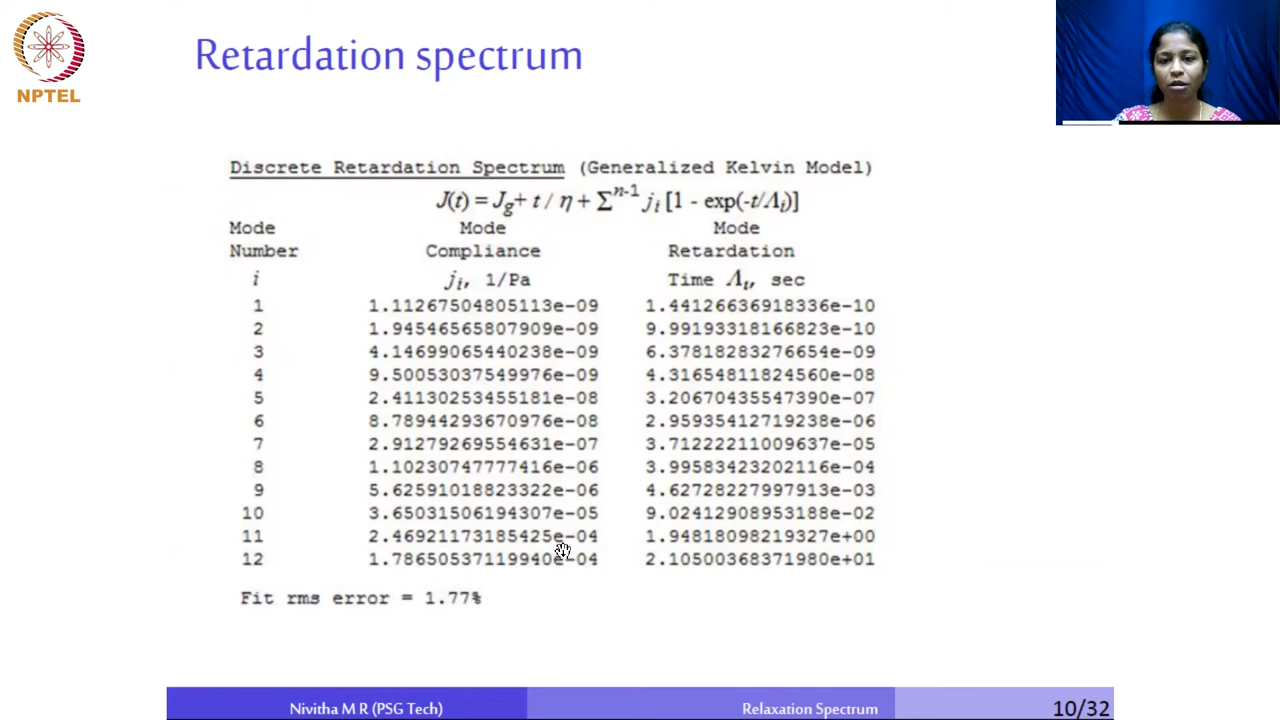 NPTEL
Retardation spectrum
Discrete Retardation Spectrum (Generalized Kelvin Model)
J(t) = Jg+ t / η + Σⁿ⁻¹ ji [1 - exp(-t/Λi)]
Mode Mode Mode
Number Compliance Retardation
i ji, 1/Pa Time Λi, sec
1 1.11267504805113e-09 1.44126636918336e-10
2 1.94546565807909e-09 9.99193318166823e-10
3 4.14699065440238e-09 6.37818283276654e-09
4 9.50053037549976e-09 4.31654811824560e-08
5 2.41130253455181e-08 3.20670435547390e-07
6 8.78944293670976e-08 2.95935412719238e-06
7 2.91279269554631e-07 3.71222211009637e-05
8 1.10230747777416e-06 3.99583423202116e-04
9 5.62591018823322e-06 4.62728227997913e-03
10 3.65031506194307e-05 9.02412908953188e-02
11 2.46921173185425e-04 1.94818098219327e+00
12 1.78650537119940e-04 2.10500368371980e+01
Fit rms error = 1.77%
Nivitha M R (PSG Tech) Relaxation Spectrum 10/32